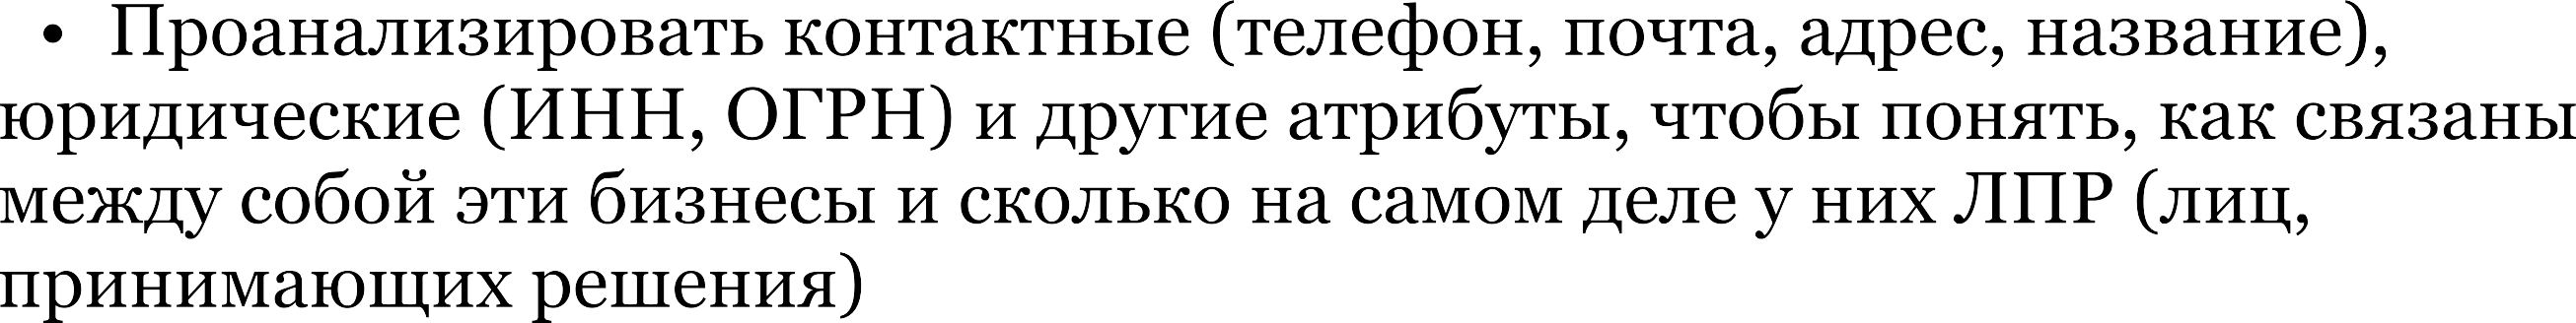 • Проанализировать контактные (телефон, почта, адрес, название),
юридические (ИНН, ОГРН) и другие атрибуты, чтобы понять, как связаны
между собой эти бизнесы и сколько на самом деле у них ЛПР (лиц,
принимающих решения)